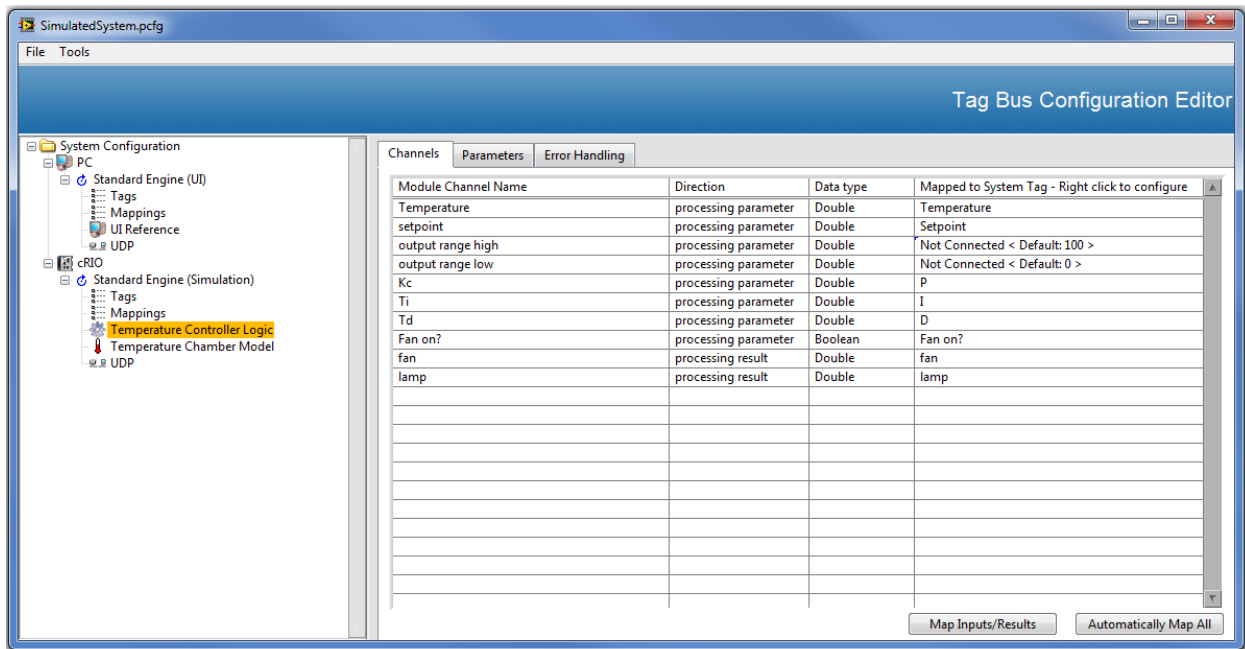 SimulatedSystem.pcfg
File Tools
Tag Bus Configuration Editor
System Configuration
PC
Standard Engine (UI)
Tags
Mappings
UI Reference
UDP
cRIO
Standard Engine (Simulation)
Tags
Mappings
Temperature Controller Logic
Temperature Chamber Model
UDP
Channels Parameters Error Handling
Module Channel Name Direction Data type Mapped to System Tag - Right click to configure
Temperature processing parameter Double Temperature
setpoint processing parameter Double Setpoint
output range high processing parameter Double Not Connected < Default: 100 >
output range low processing parameter Double Not Connected < Default: 0 >
Kc processing parameter Double P
Ti processing parameter Double I
Td processing parameter Double D
Fan on? processing parameter Boolean Fan on?
fan processing result Double fan
lamp processing result Double lamp
Map Inputs/Results Automatically Map All